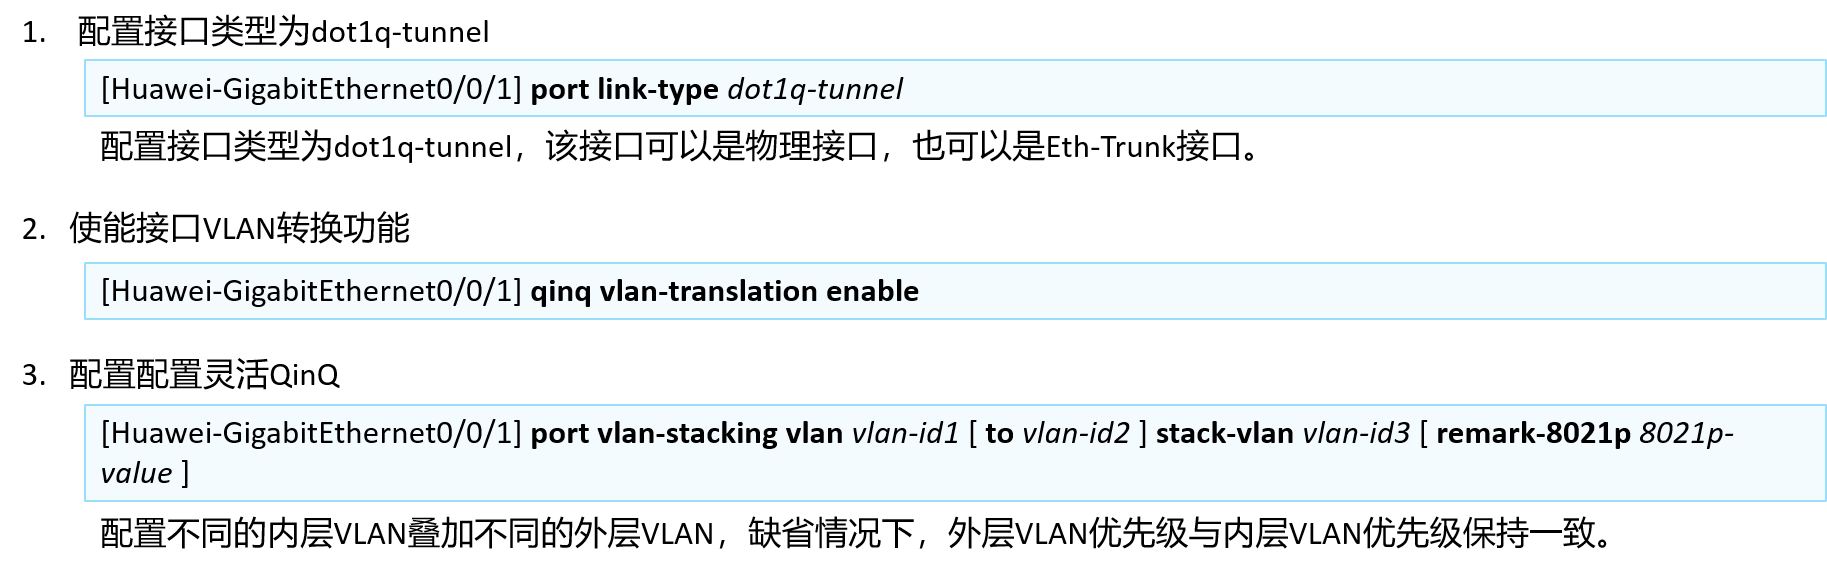 1. 配置接口类型为dot1q-tunnel
[Huawei-GigabitEthernet0/0/1] port link-type dot1q-tunnel
配置接口类型为dot1q-tunnel，该接口可以是物理接口，也可以是Eth-Trunk接口。
2. 使能接口VLAN转换功能
[Huawei-GigabitEthernet0/0/1] qinq vlan-translation enable
3. 配置配置灵活QinQ
[Huawei-GigabitEthernet0/0/1] port vlan-stacking vlan vlan-id1 [ to vlan-id2 ] stack-vlan vlan-id3 [ remark-8021p 8021p-
value ]
配置不同的内层VLAN叠加不同的外层VLAN，缺省情况下，外层VLAN优先级与内层VLAN优先级保持一致。